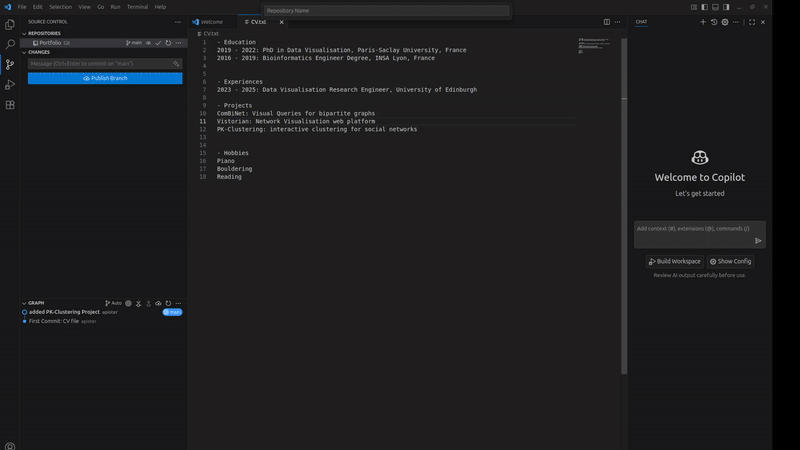 File Edit Selection View Go Run Terminal Help
Repository Name
SOURCE CONTROL
REPOSITORIES
Portfolio Git main
CHANGES
Message (Ctrl+Enter to commit on "main")
Publish Branch
GRAPH Auto
added PK-Clustering Project apister main
First Commit: CV file apister
Welcome CV.txt
CV.txt
1 - Education
2 2019 - 2022: PhD in Data Visualisation, Paris-Saclay University, France
3 2016 - 2019: Bioinformatics Engineer Degree, INSA Lyon, France
4
5
6 - Experiences
7 2023 - 2025: Data Visualisation Research Engineer, University of Edinburgh
8
9 - Projects
10 ComBiNet: Visual Queries for bipartite graphs
11 Vistorian: Network Visualisation web platform
12 PK-Clustering: interactive clustering for social networks
13
14
15 - Hobbies
16 Piano
17 Bouldering
18 Reading
CHAT
Welcome to Copilot
Let's get started
Add context (#), extensions (@), commands (/)
Build Workspace Show Config
Review AI output carefully before use.